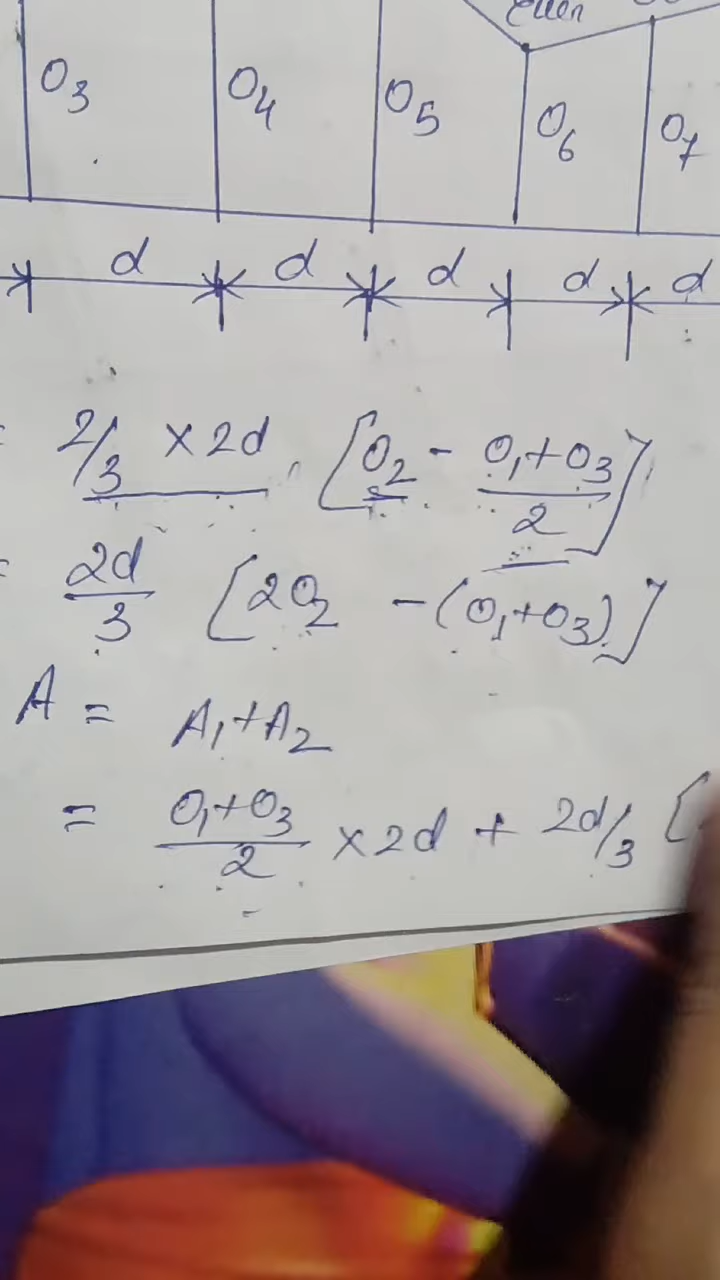 O3 O4 O5 O6 O7
d d d d d
= 2/3 × 2d [O2 - (O1+O3)/2]
= 2d/3 [2O2 - (O1+O3)]
A = A1+A2
= (O1+O3)/2 × 2d + 2d/3 [